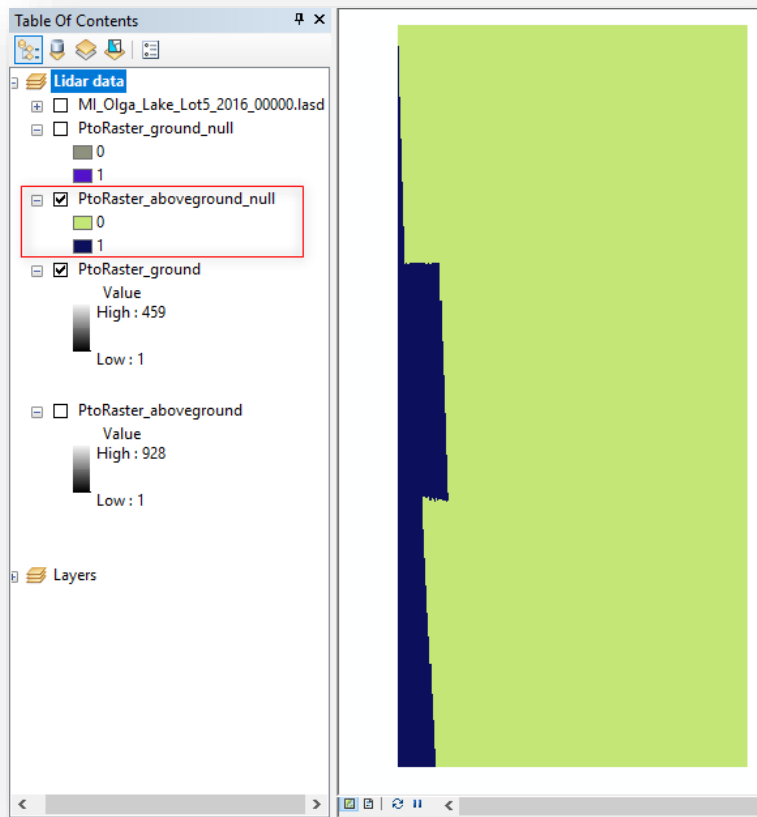 Table Of Contents
Lidar data
MI_Olga_Lake_Lot5_2016_00000.lasd
PtoRaster_ground_null
0
1
PtoRaster_aboveground_null
0
1
PtoRaster_ground
Value
High : 459
Low : 1
PtoRaster_aboveground
Value
High : 928
Low : 1
Layers